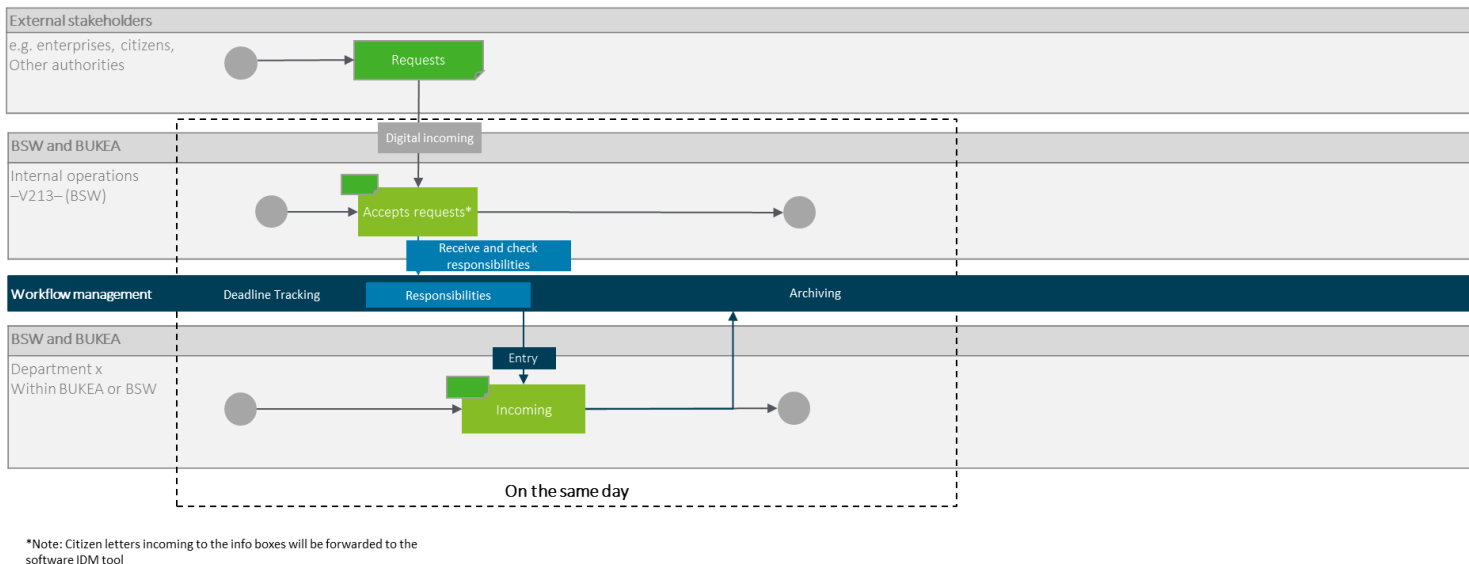 External stakeholders
e.g. enterprises, citizens,
Other authorities
Requests
Digital incoming
BSW and BUKEA
Internal operations
–V213– (BSW)
Accepts requests*
Receive and check
responsibilities
Workflow management
Deadline Tracking
Responsibilities
Archiving
BSW and BUKEA
Entry
Department x
Within BUKEA or BSW
Incoming
On the same day
*Note: Citizen letters incoming to the info boxes will be forwarded to the
software IDM tool